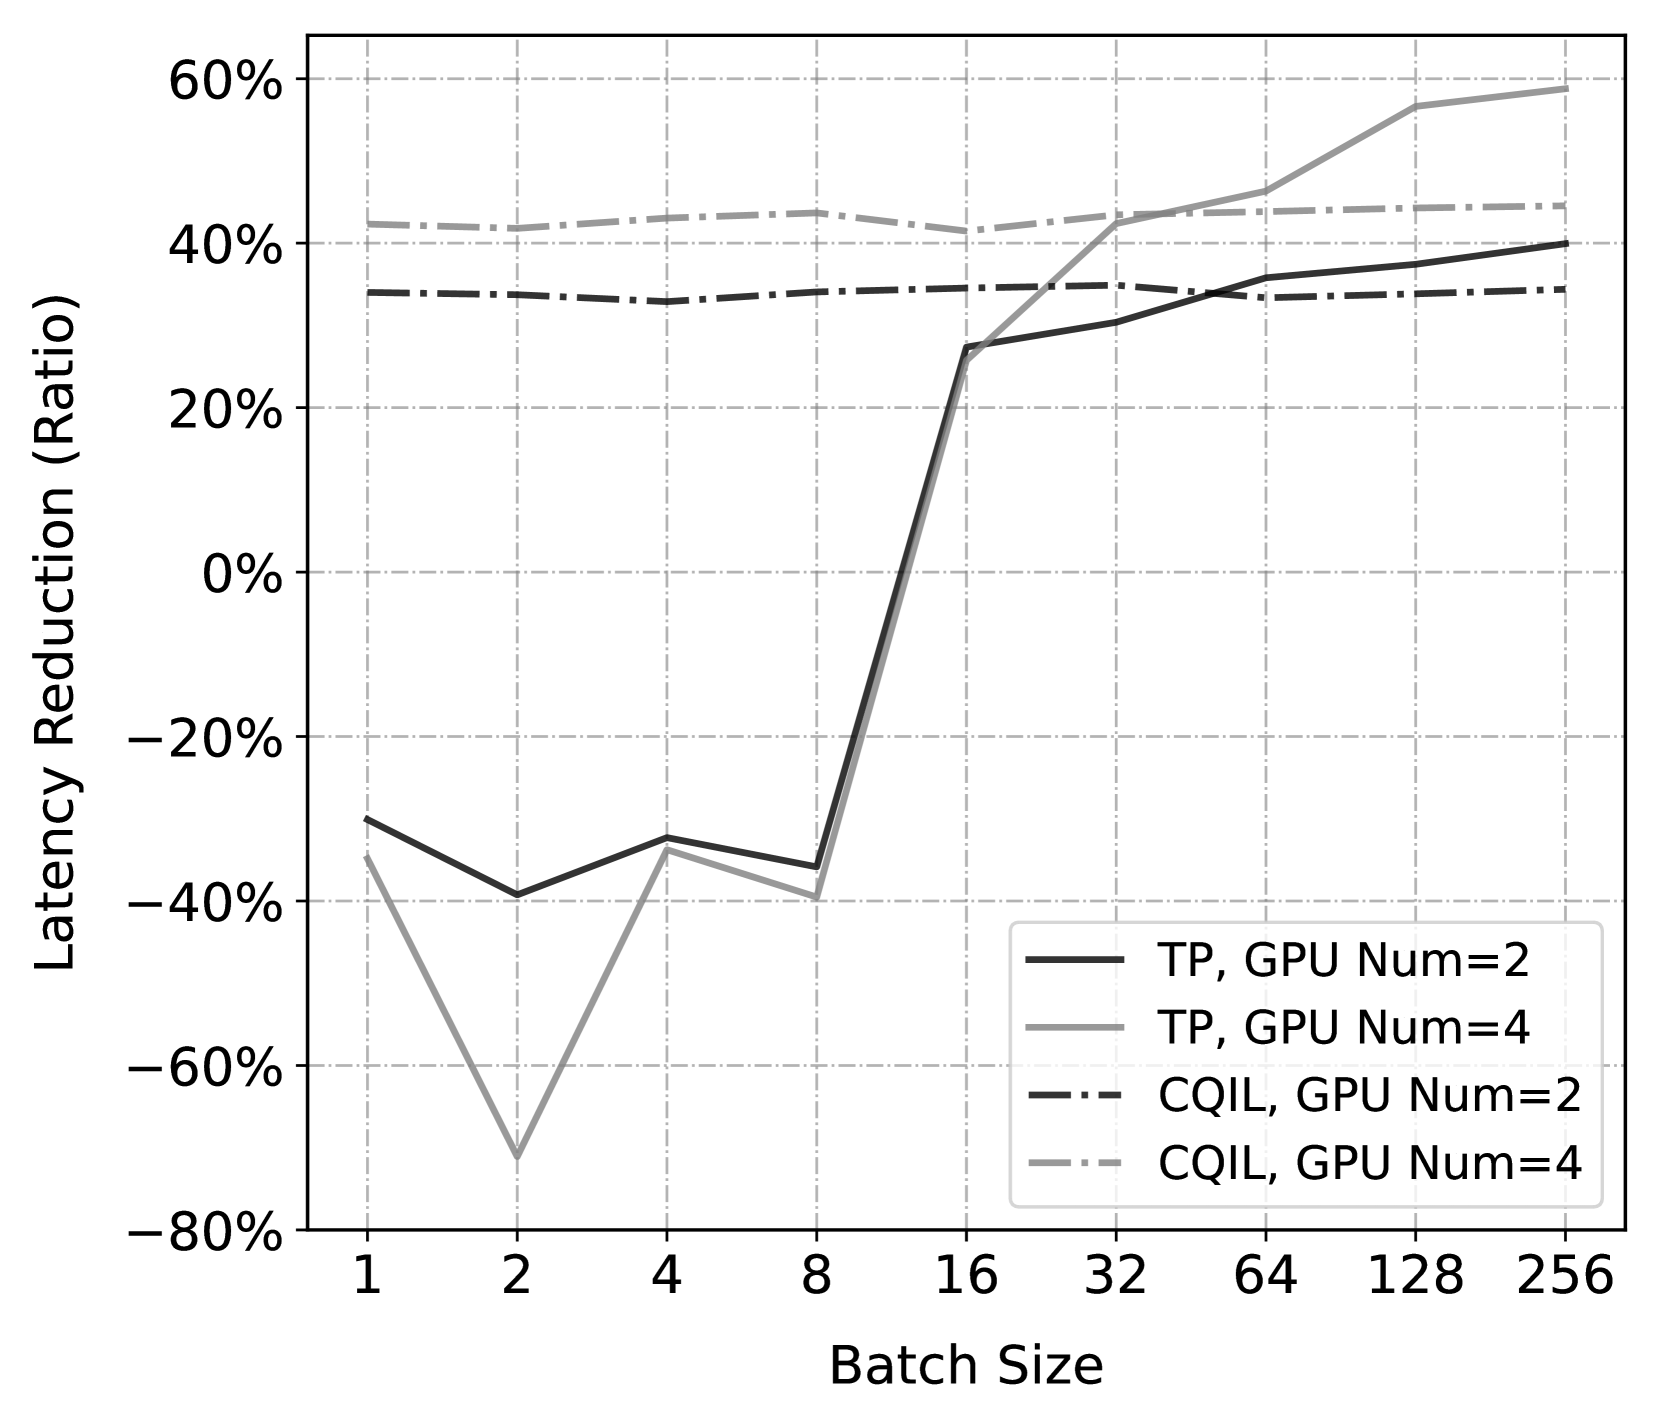 Latency Reduction (Ratio)
60%
40%
20%
0%
−20%
−40%
−60%
−80%
TP, GPU Num=2
TP, GPU Num=4
CQIL, GPU Num=2
CQIL, GPU Num=4
1 2 4 8 16 32 64 128 256
Batch Size